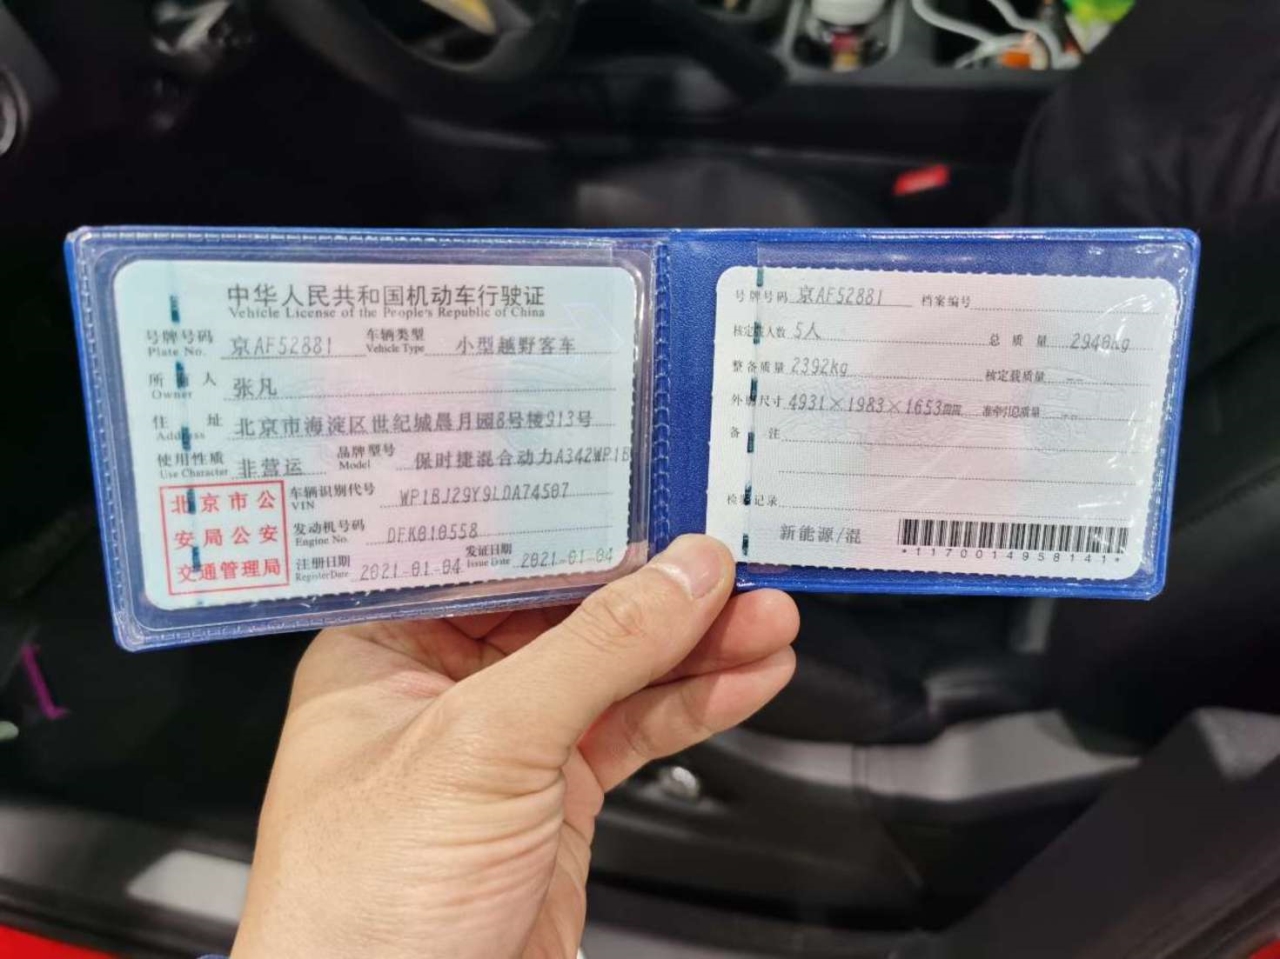 中华人民共和国机动车行驶证
Vehicle License of the People's Republic of China
号牌号码 京AF52881 车辆类型 小型越野客车
Plate No. Vehicle Type
所有人 张凡
Owner
住址 北京市海淀区世纪城晨月园8号楼913号
Address
使用性质 非营运 品牌型号 保时捷混合动力A342WP1B
Use Character Model
北京市公
安局公安
交通管理局
车辆识别代号 WP1BJ29Y9LDA74507
VIN
发动机号码 DFK010558
Engine No.
注册日期 2021-01-04 发证日期 2021-01-04
Register Date Issue Date
号牌号码 京AF52881 档案编号
核定载人数 5人 总质量 2940kg
整备质量 2392kg 核定载质量 --
外廓尺寸 4931×1983×1653mm 准牵引总质量 --
备注
检验记录
新能源/混
*1170014958141*